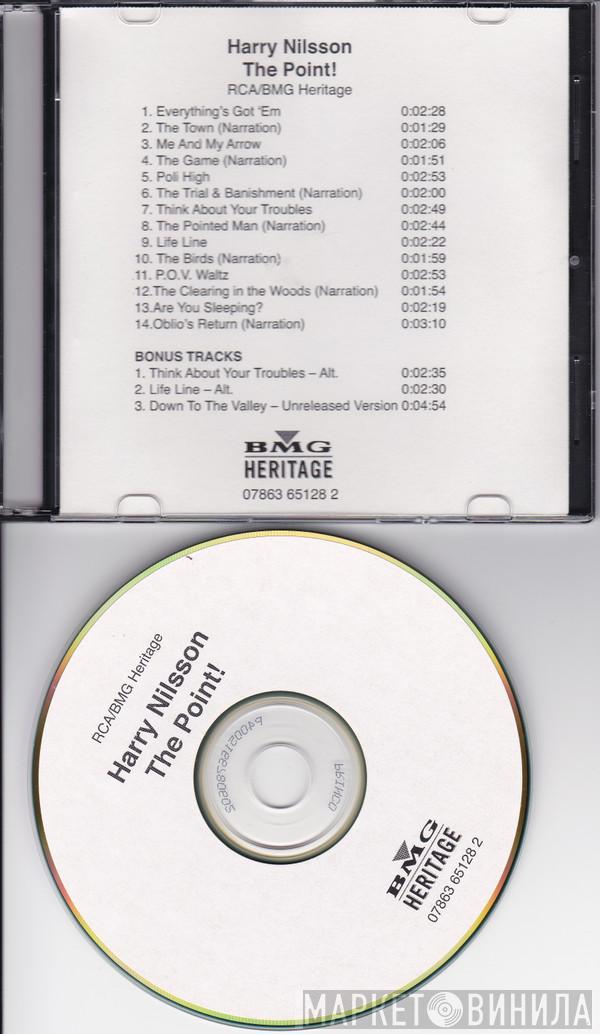 Harry Nilsson
The Point!
RCA/BMG Heritage
1. Everything's Got 'Em 0:02:28
2. The Town (Narration) 0:01:29
3. Me And My Arrow 0:02:06
4. The Game (Narration) 0:01:51
5. Poli High 0:02:53
6. The Trial & Banishment (Narration) 0:02:00
7. Think About Your Troubles 0:02:49
8. The Pointed Man (Narration) 0:02:44
9. Life Line 0:02:22
10. The Birds (Narration) 0:01:59
11. P.O.V. Waltz 0:02:53
12.The Clearing in the Woods (Narration) 0:01:54
13.Are You Sleeping? 0:02:19
14.Oblio's Return (Narration) 0:03:10
BONUS TRACKS
1. Think About Your Troubles – Alt. 0:02:35
2. Life Line – Alt. 0:02:30
3. Down To The Valley – Unreleased Version 0:04:54
BMG
HERITAGE
07863 65128 2
RCA/BMG Heritage
Harry Nilsson
The Point!
PRINCO
BMG
HERITAGE
07863 65128 2
МАРКЕТ ВИНИЛА